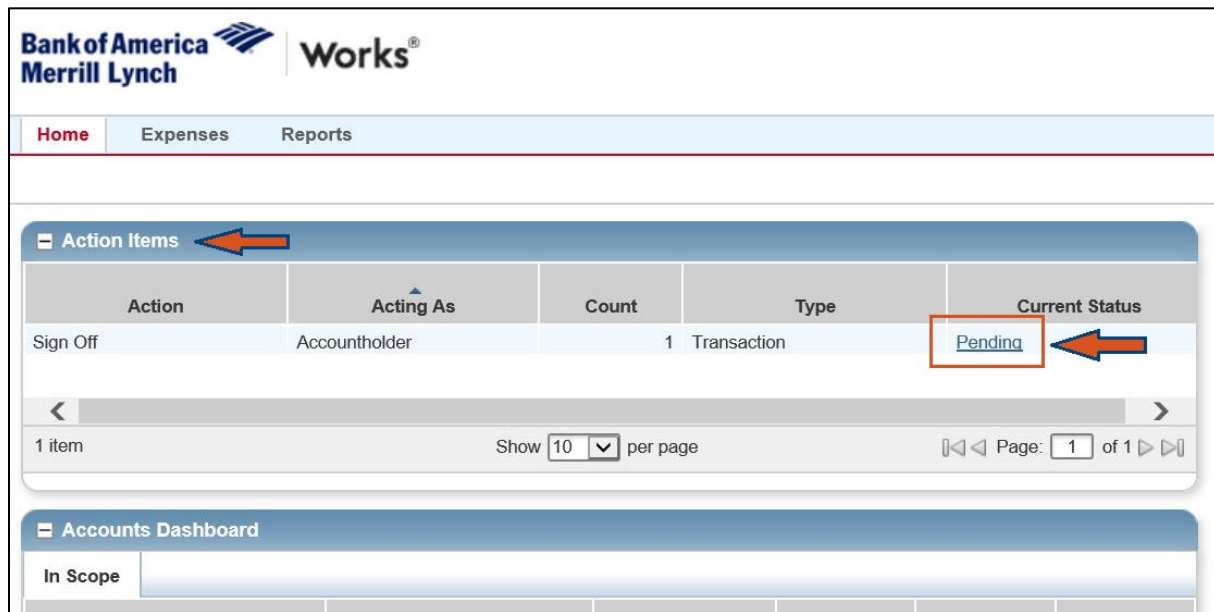 Bank of America
Merrill Lynch
Works®
Home Expenses Reports
Action Items
Action Acting As Count Type Current Status
Sign Off Accountholder 1 Transaction Pending
1 item Show 10 per page Page: 1 of 1
Accounts Dashboard
In Scope